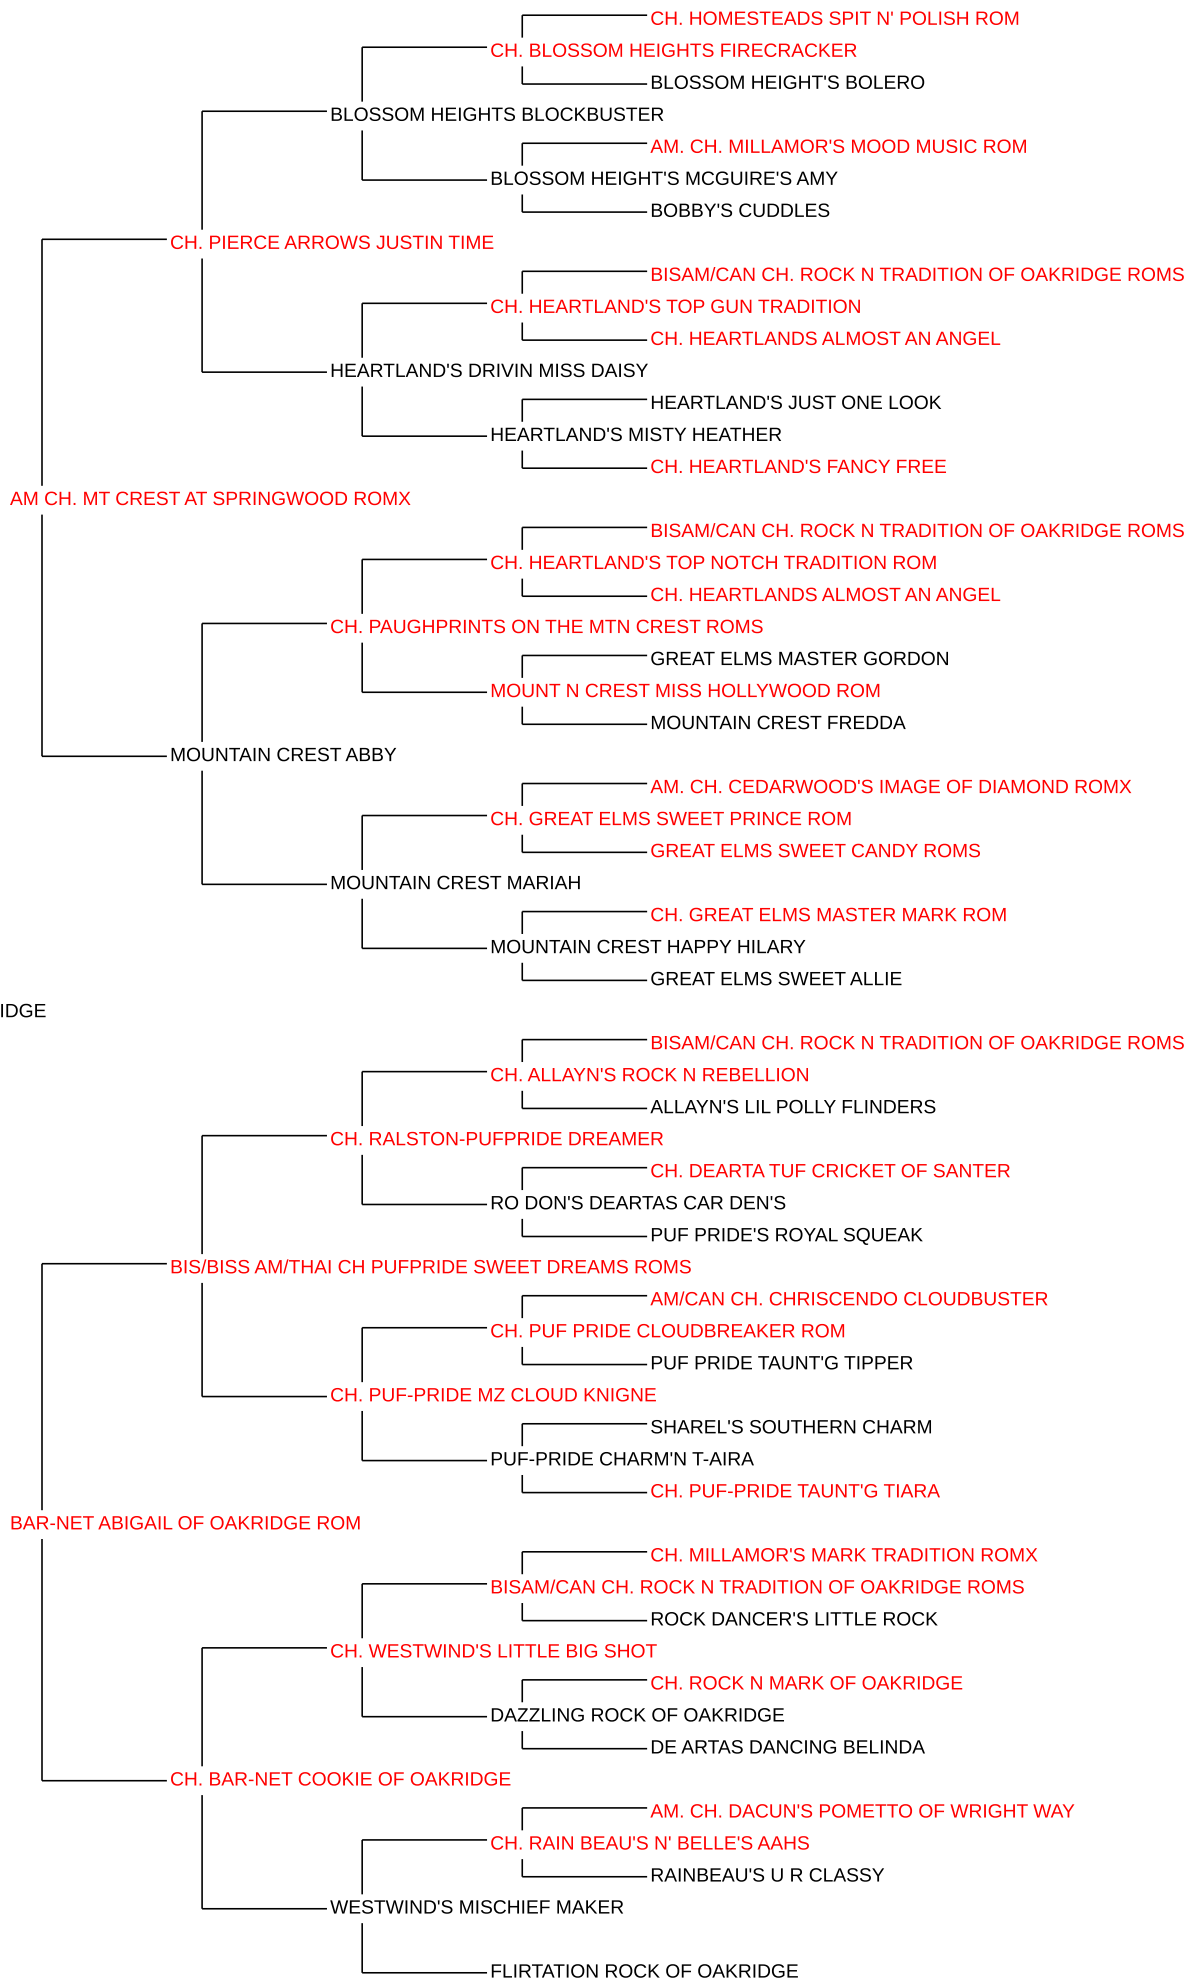 CH. HOMESTEADS SPIT N' POLISH ROM
CH. BLOSSOM HEIGHTS FIRECRACKER
BLOSSOM HEIGHT'S BOLERO
BLOSSOM HEIGHTS BLOCKBUSTER
AM. CH. MILLAMOR'S MOOD MUSIC ROM
BLOSSOM HEIGHT'S MCGUIRE'S AMY
BOBBY'S CUDDLES
CH. PIERCE ARROWS JUSTIN TIME
BISAM/CAN CH. ROCK N TRADITION OF OAKRIDGE ROMS
CH. HEARTLAND'S TOP GUN TRADITION
CH. HEARTLANDS ALMOST AN ANGEL
HEARTLAND'S DRIVIN MISS DAISY
HEARTLAND'S JUST ONE LOOK
HEARTLAND'S MISTY HEATHER
CH. HEARTLAND'S FANCY FREE
AM CH. MT CREST AT SPRINGWOOD ROMX
BISAM/CAN CH. ROCK N TRADITION OF OAKRIDGE ROMS
CH. HEARTLAND'S TOP NOTCH TRADITION ROM
CH. HEARTLANDS ALMOST AN ANGEL
CH. PAUGHPRINTS ON THE MTN CREST ROMS
GREAT ELMS MASTER GORDON
MOUNT N CREST MISS HOLLYWOOD ROM
MOUNTAIN CREST FREDDA
MOUNTAIN CREST ABBY
AM. CH. CEDARWOOD'S IMAGE OF DIAMOND ROMX
CH. GREAT ELMS SWEET PRINCE ROM
GREAT ELMS SWEET CANDY ROMS
MOUNTAIN CREST MARIAH
CH. GREAT ELMS MASTER MARK ROM
MOUNTAIN CREST HAPPY HILARY
GREAT ELMS SWEET ALLIE
IDGE
BISAM/CAN CH. ROCK N TRADITION OF OAKRIDGE ROMS
CH. ALLAYN'S ROCK N REBELLION
ALLAYN'S LIL POLLY FLINDERS
CH. RALSTON-PUFPRIDE DREAMER
CH. DEARTA TUF CRICKET OF SANTER
RO DON'S DEARTAS CAR DEN'S
PUF PRIDE'S ROYAL SQUEAK
BIS/BISS AM/THAI CH PUFPRIDE SWEET DREAMS ROMS
AM/CAN CH. CHRISCENDO CLOUDBUSTER
CH. PUF PRIDE CLOUDBREAKER ROM
PUF PRIDE TAUNT'G TIPPER
CH. PUF-PRIDE MZ CLOUD KNIGNE
SHAREL'S SOUTHERN CHARM
PUF-PRIDE CHARM'N T-AIRA
CH. PUF-PRIDE TAUNT'G TIARA
BAR-NET ABIGAIL OF OAKRIDGE ROM
CH. MILLAMOR'S MARK TRADITION ROMX
BISAM/CAN CH. ROCK N TRADITION OF OAKRIDGE ROMS
ROCK DANCER'S LITTLE ROCK
CH. WESTWIND'S LITTLE BIG SHOT
CH. ROCK N MARK OF OAKRIDGE
DAZZLING ROCK OF OAKRIDGE
DE ARTAS DANCING BELINDA
CH. BAR-NET COOKIE OF OAKRIDGE
AM. CH. DACUN'S POMETTO OF WRIGHT WAY
CH. RAIN BEAU'S N' BELLE'S AAHS
RAINBEAU'S U R CLASSY
WESTWIND'S MISCHIEF MAKER
FLIRTATION ROCK OF OAKRIDGE